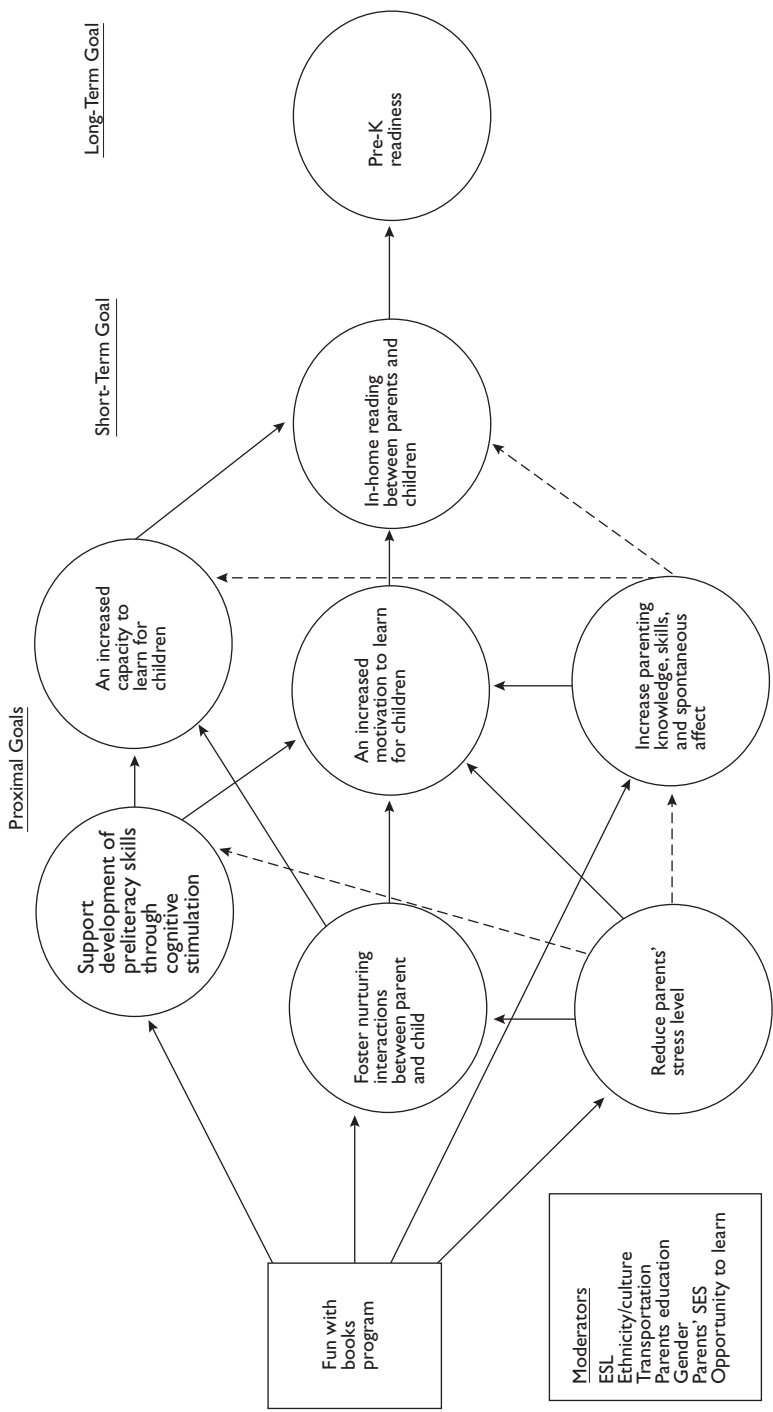 Proximal Goals
Short-Term Goal
Long-Term Goal
Fun with
books
program
Support
development of
preliteracy skills
through
cognitive
stimulation
Foster nurturing
interactions
between parent
and child
Reduce parents’
stress level
An increased
capacity to
learn for
children
An increased
motivation to learn
for children
Increase parenting
knowledge, skills,
and spontaneous
affect
In-home reading
between parents and
children
Pre-K
readiness
Moderators
ESL
Ethnicity/culture
Transportation
Parents education
Gender
Parents’ SES
Opportunity to learn